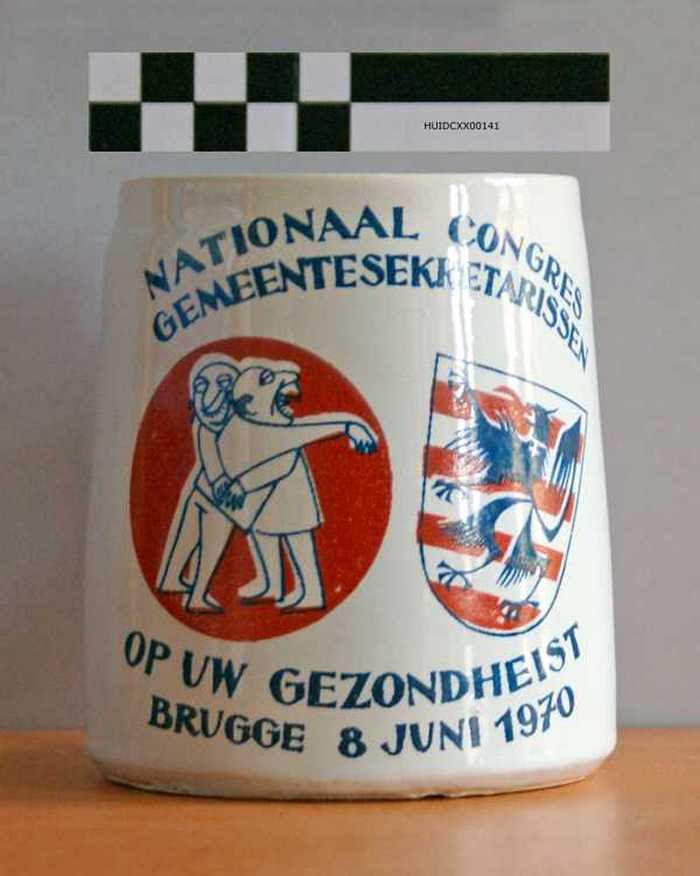 HUIDCXX00141
NATIONAAL CONGRES
GEMEENTESEKRETARISSEN
OP UW GEZONDHEIST
BRUGGE 8 JUNI 1970